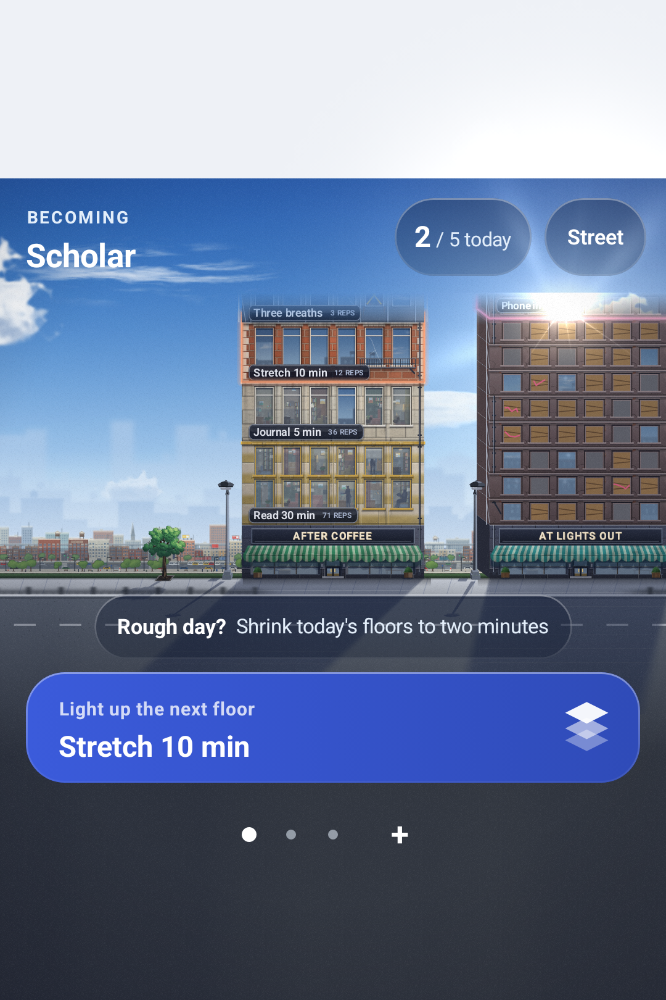 BECOMING
Scholar
2 / 5 today
Street
Three breaths 3 REPS
Phone
Stretch 10 min 12 REPS
Journal 5 min 36 REPS
Read 30 min 71 REPS
AFTER COFFEE
AT LIGHTS OUT
Rough day? Shrink today's floors to two minutes
Light up the next floor
Stretch 10 min